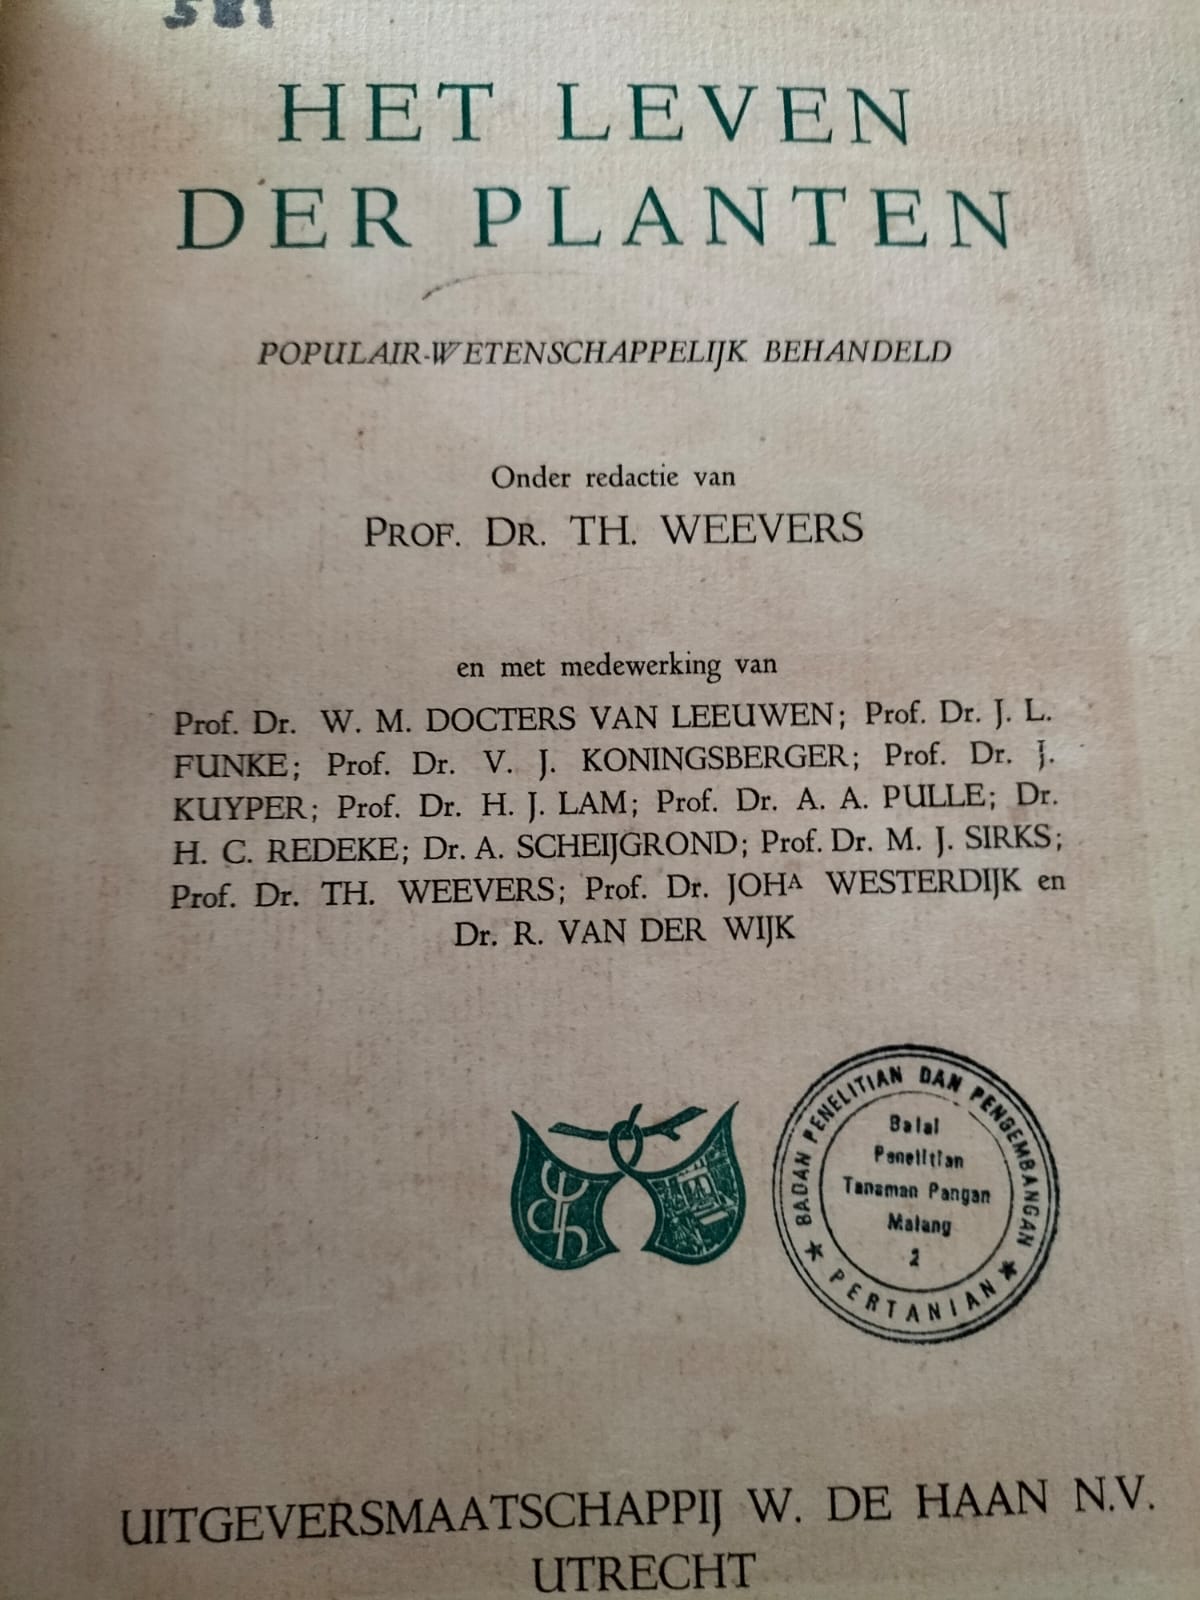 581
HET LEVEN
DER PLANTEN
POPULAIR-WETENSCHAPPELIJK BEHANDELD
Onder redactie van
PROF. DR. TH. WEEVERS
en met medewerking van
Prof. Dr. W. M. DOCTERS VAN LEEUWEN; Prof. Dr. J. L.
FUNKE; Prof. Dr. V. J. KONINGSBERGER; Prof. Dr. J.
KUYPER; Prof. Dr. H. J. LAM; Prof. Dr. A. A. PULLE; Dr.
H. C. REDEKE; Dr. A. SCHEIJGROND; Prof. Dr. M. J. SIRKS;
Prof. Dr. TH. WEEVERS; Prof. Dr. JOHA WESTERDIJK en
Dr. R. VAN DER WIJK
BADAN PENELITIAN DAN PENGEMBANGAN
Balai
Penelitian
Tanaman Pangan
Malang
2
★ PERTANIAN ★
UITGEVERSMAATSCHAPPIJ W. DE HAAN N.V.
UTRECHT